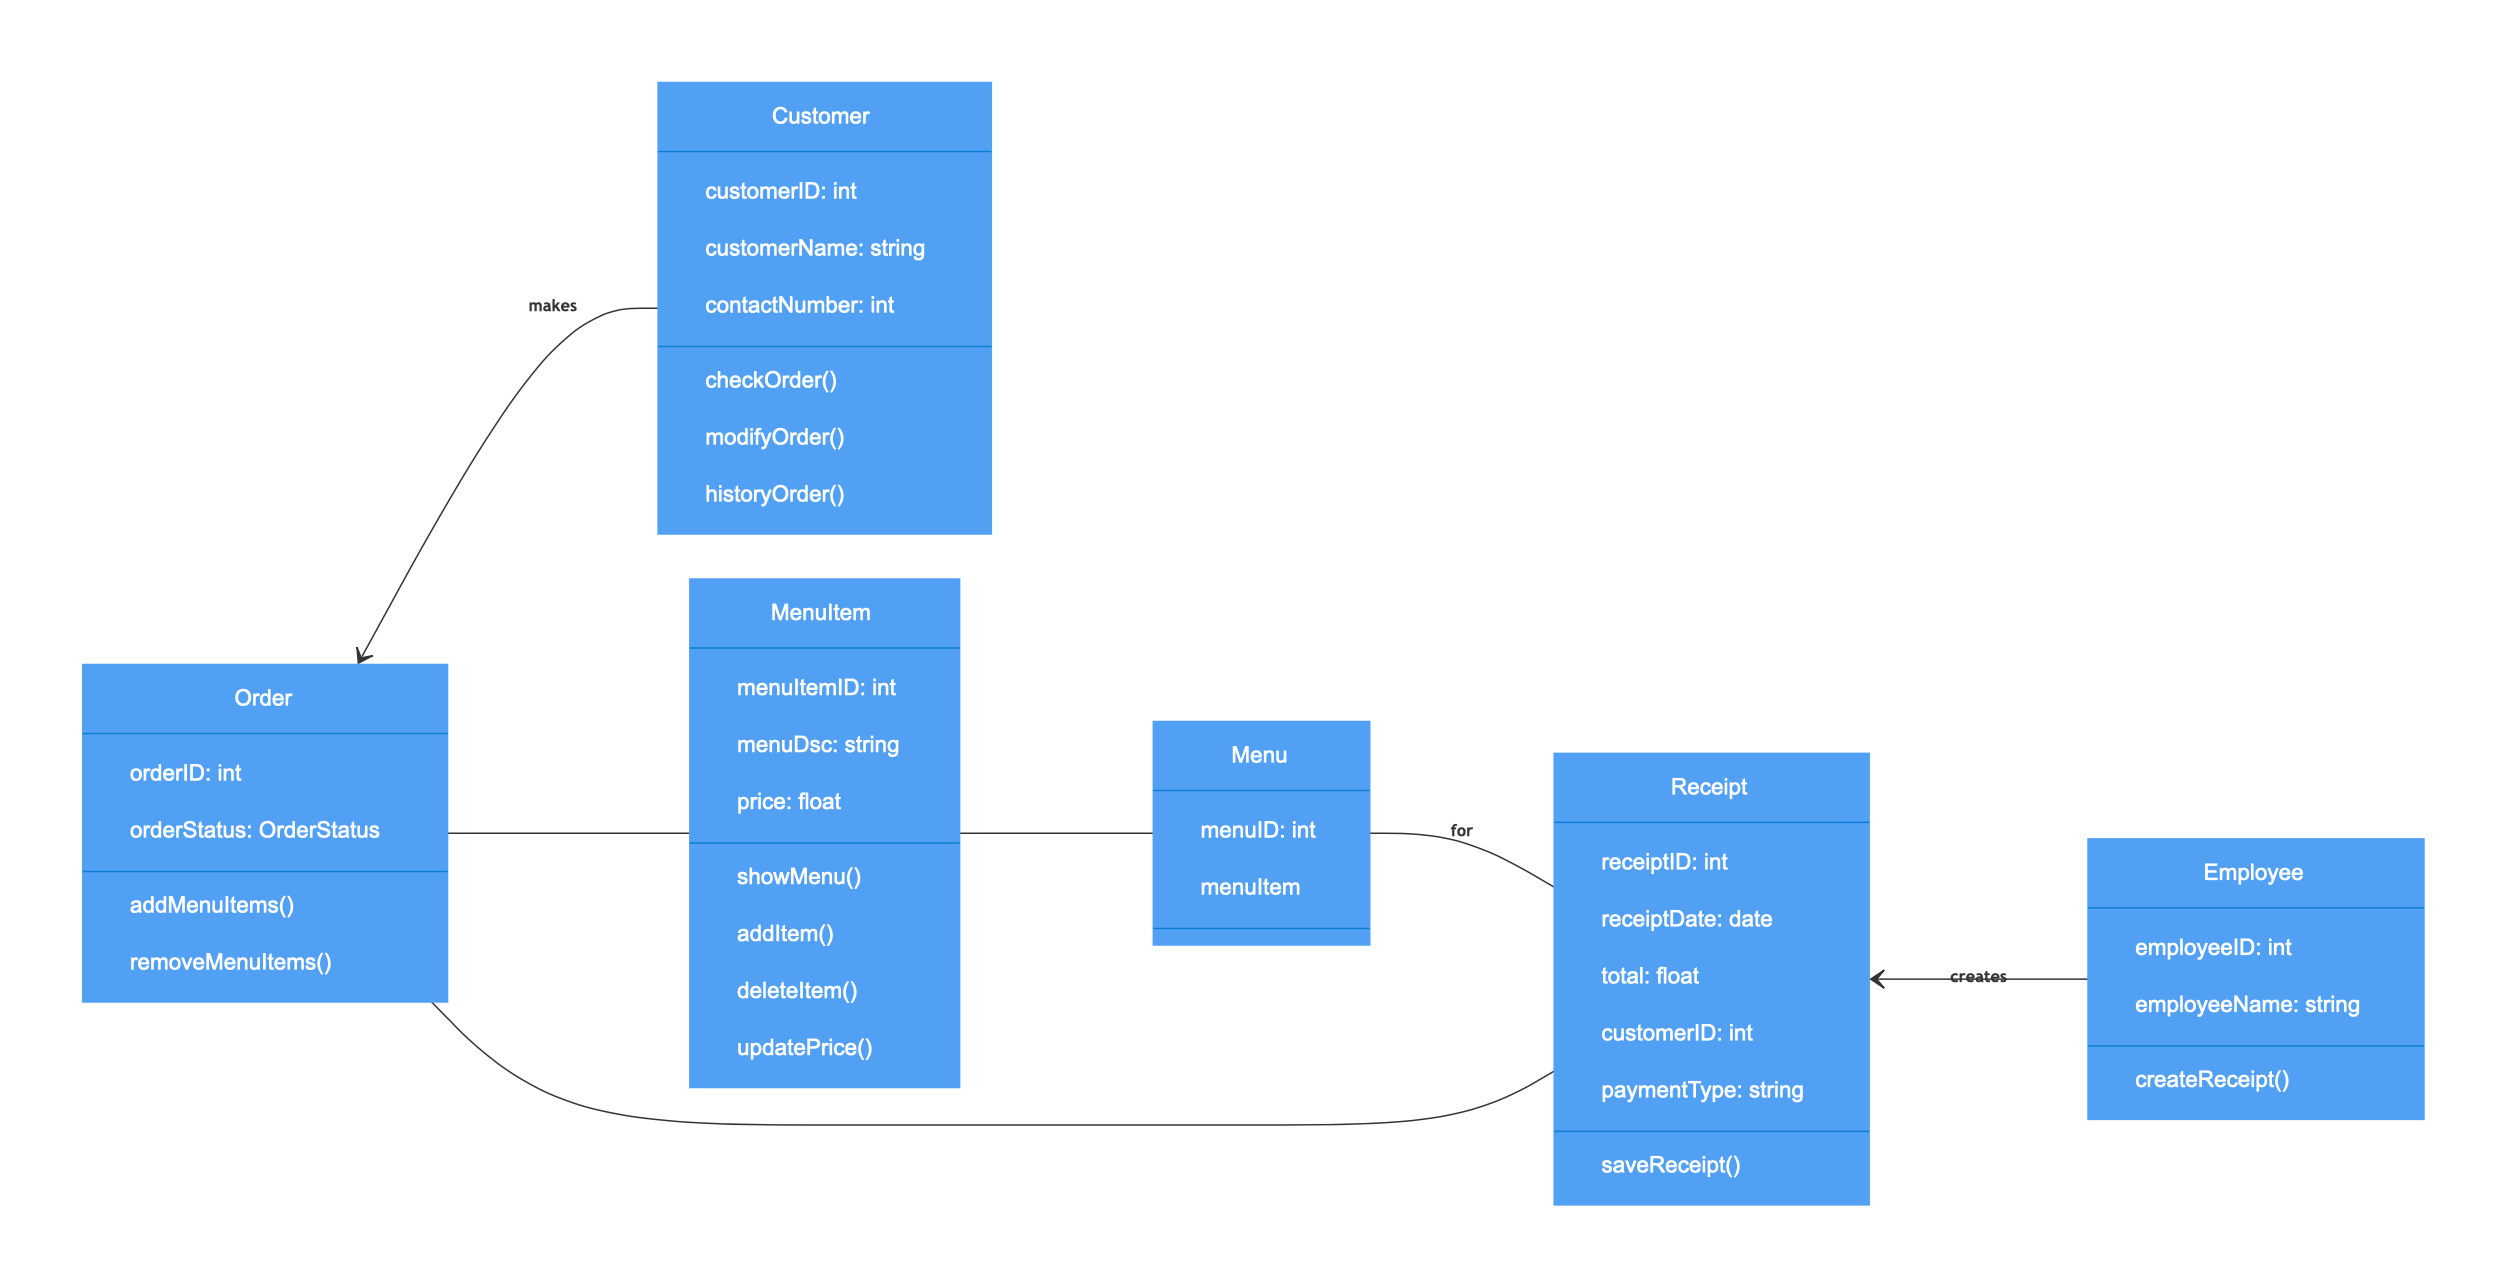 Customer
customerID: int
customerName: string
contactNumber: int
checkOrder()
modifyOrder()
historyOrder()
makes
MenuItem
menuItemID: int
menuDsc: string
price: float
showMenu()
addItem()
deleteItem()
updatePrice()
Order
orderID: int
orderStatus: OrderStatus
addMenuItems()
removeMenuItems()
Menu
menuID: int
menuItem
for
Receipt
receiptID: int
receiptDate: date
total: float
customerID: int
paymentType: string
saveReceipt()
creates
Employee
employeeID: int
employeeName: string
createReceipt()